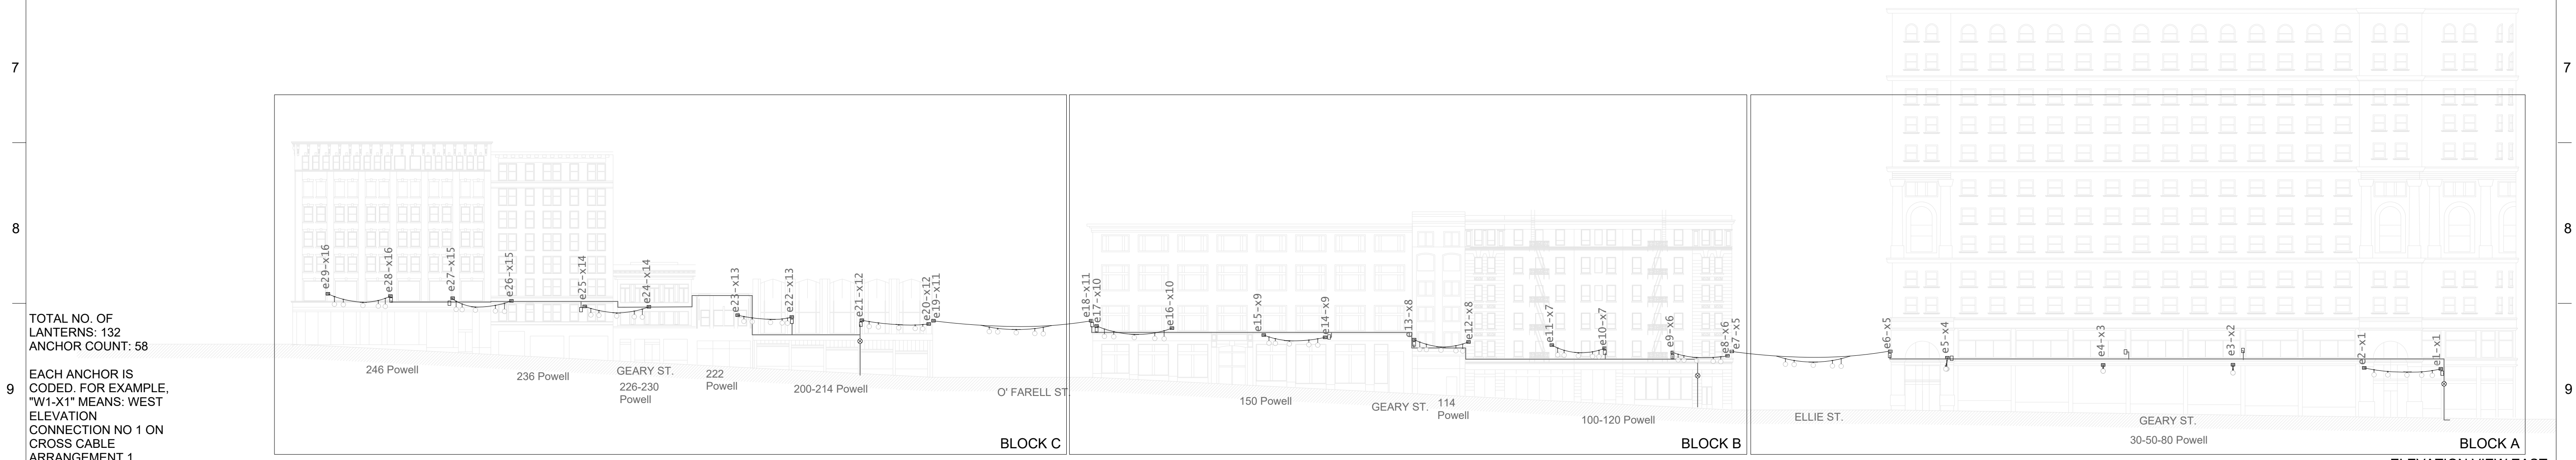 7
7
8
8
9
9
TOTAL NO. OF
LANTERNS: 132
ANCHOR COUNT: 58
EACH ANCHOR IS
CODED. FOR EXAMPLE,
"W1-X1" MEANS: WEST
ELEVATION
CONNECTION NO 1 ON
CROSS CABLE
ARRANGEMENT 1
e29-x16
e28-x16
e27-x15
e26-x15
e25-x14
e24-x14
e23-x13
e22-x13
e21-x12
e20-x12
e19-x11
e18-x11
e17-x10
e16-x10
e15-x9
e14-x9
e13-x8
e12-x8
e11-x7
e10-x7
e9-x6
e8-x6
e7-x5
e6-x5
e5-x4
e4-x3
e3-x2
e2-x1
e1-x1
246 Powell
236 Powell
GEARY ST.
226-230
Powell
222
Powell
200-214 Powell
O' FARELL ST.
BLOCK C
150 Powell
GEARY ST.
114
Powell
100-120 Powell
BLOCK B
ELLIE ST.
GEARY ST.
30-50-80 Powell
BLOCK A
ELEVATION VIEW EAST